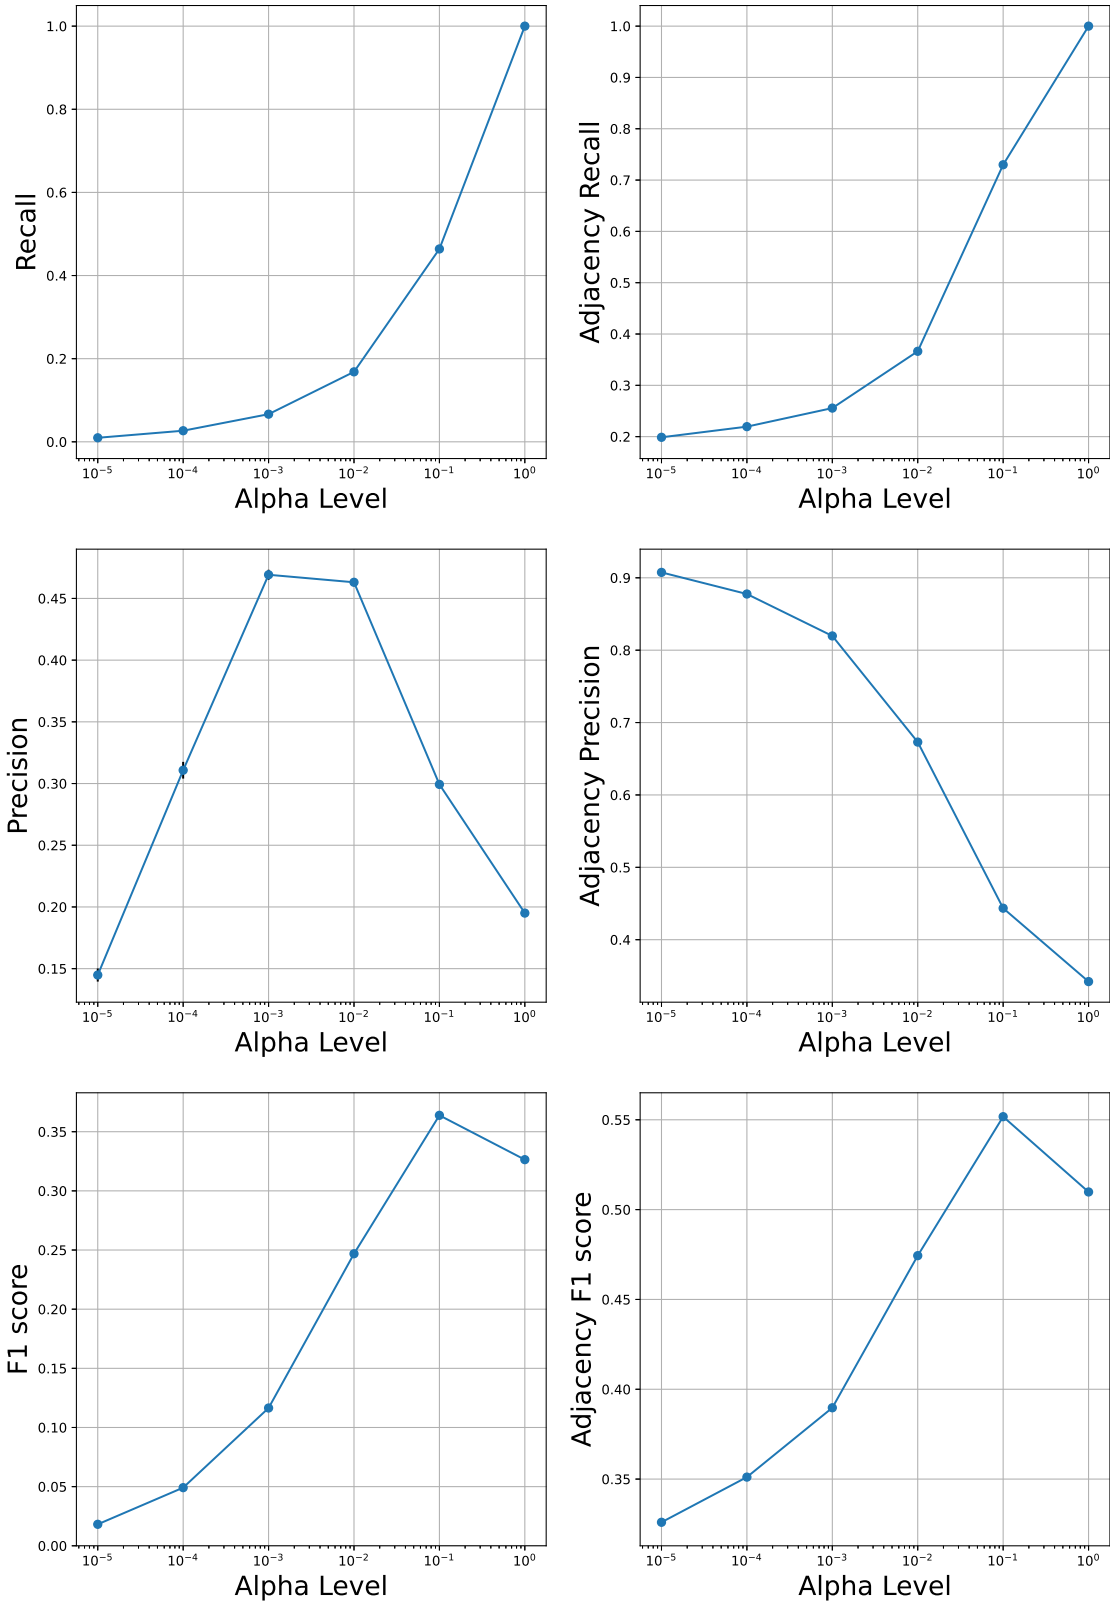 1.0
0.8
0.6
0.4
0.2
0.0
Recall
10⁻⁵ 10⁻⁴ 10⁻³ 10⁻² 10⁻¹ 10⁰
Alpha Level
1.0
0.9
0.8
0.7
0.6
0.5
0.4
0.3
0.2
Adjacency Recall
10⁻⁵ 10⁻⁴ 10⁻³ 10⁻² 10⁻¹ 10⁰
Alpha Level
0.45
0.40
0.35
0.30
0.25
0.20
0.15
Precision
10⁻⁵ 10⁻⁴ 10⁻³ 10⁻² 10⁻¹ 10⁰
Alpha Level
0.9
0.8
0.7
0.6
0.5
0.4
Adjacency Precision
10⁻⁵ 10⁻⁴ 10⁻³ 10⁻² 10⁻¹ 10⁰
Alpha Level
0.35
0.30
0.25
0.20
0.15
0.10
0.05
0.00
F1 score
10⁻⁵ 10⁻⁴ 10⁻³ 10⁻² 10⁻¹ 10⁰
Alpha Level
0.55
0.50
0.45
0.40
0.35
Adjacency F1 score
10⁻⁵ 10⁻⁴ 10⁻³ 10⁻² 10⁻¹ 10⁰
Alpha Level